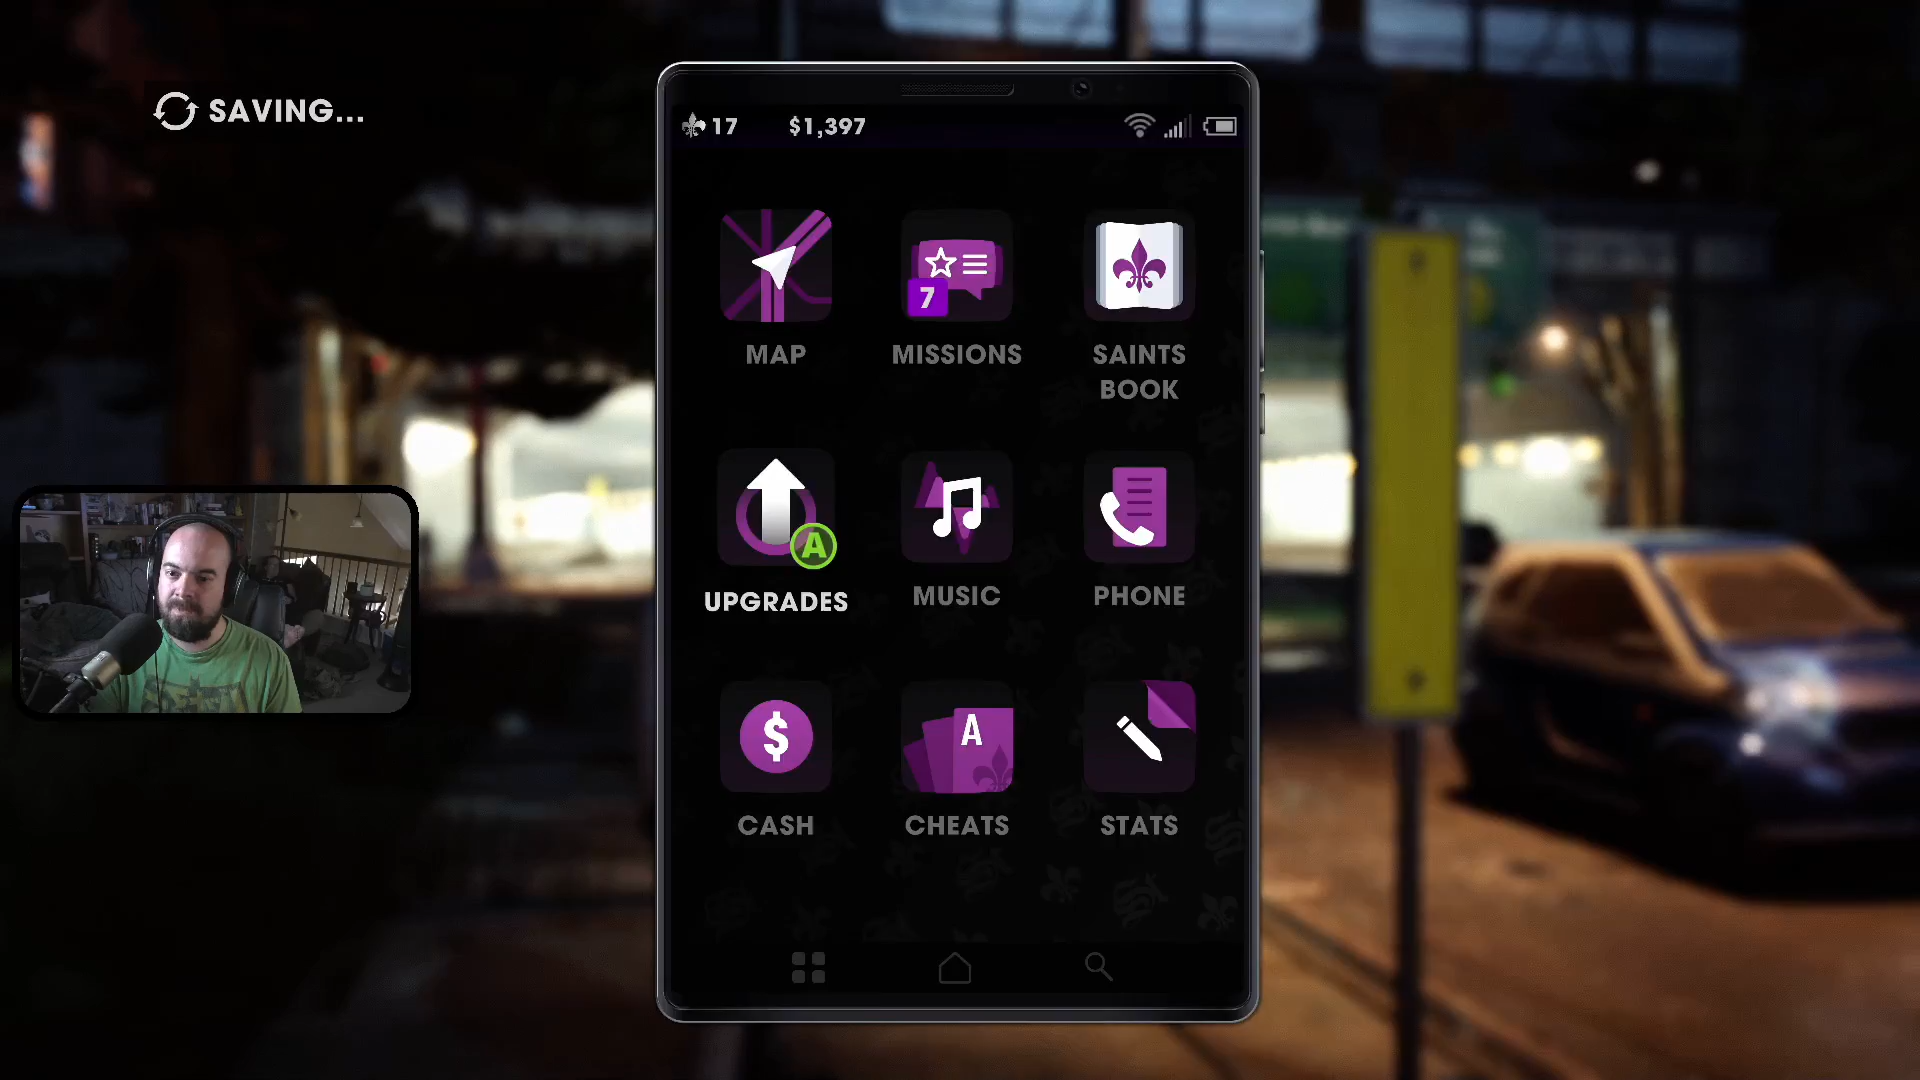 SAVING...
17 $1,397
7
MAP MISSIONS SAINTS
BOOK
A
UPGRADES MUSIC PHONE
$ A
CASH CHEATS STATS